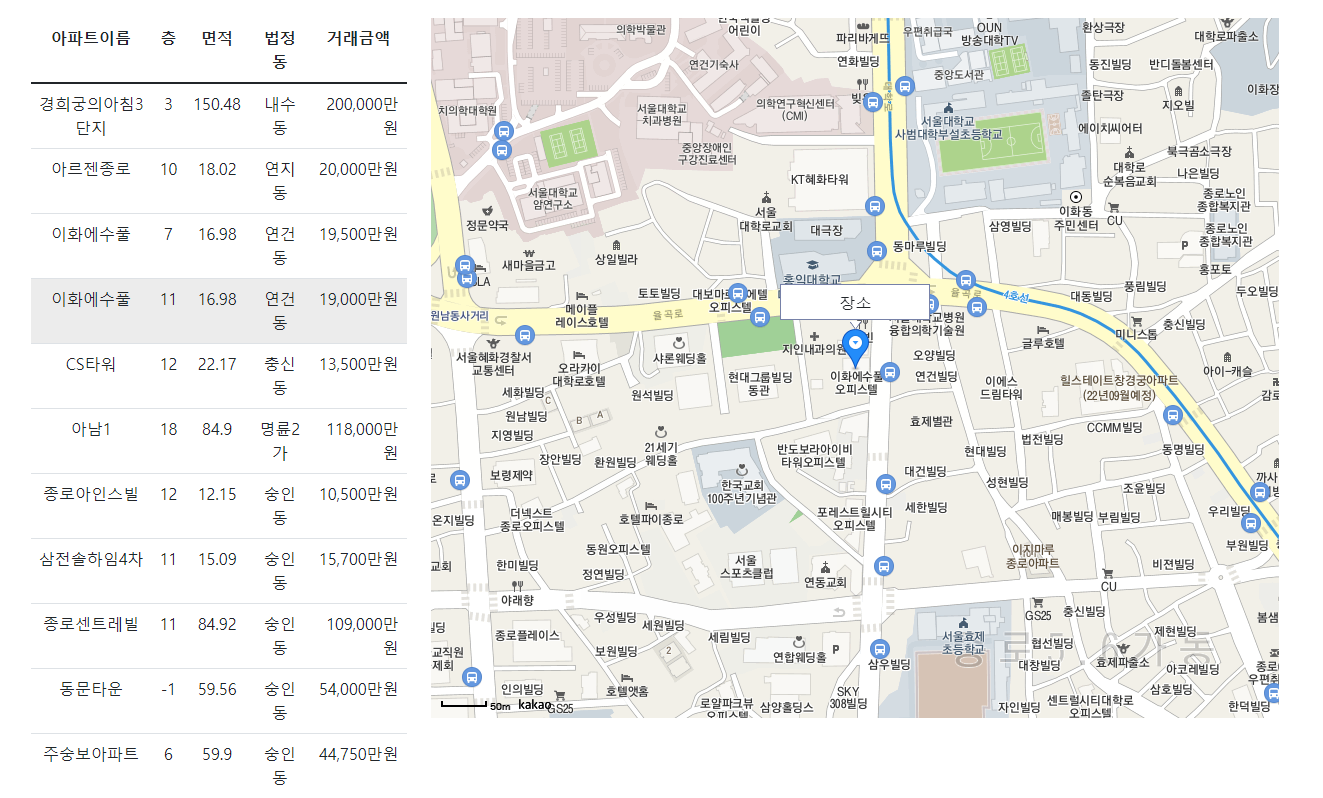 아파트이름 층 면적 법정 거래금액
동
경희궁의아침3 3 150.48 내수 200,000만
단지 동 원
아르젠종로 10 18.02 연지 20,000만원
동
이화에수풀 7 16.98 연건 19,500만원
동
이화에수풀 11 16.98 연건 19,000만원
동
CS타워 12 22.17 충신 13,500만원
동
아남1 18 84.9 명륜2 118,000만
가 원
종로아인스빌 12 12.15 숭인 10,500만원
동
삼전솔하임4차 11 15.09 숭인 15,700만원
동
종로센트레빌 11 84.92 숭인 109,000만
동 원
동문타운 -1 59.56 숭인 54,000만원
동
주숭보아파트 6 59.9 숭인 44,750만원
동
의학박물관
어린이
파리바게뜨
우편취급국
OUN
방송대학TV
환상극장
대학로파출소
연건기숙사
연화빌딩
중앙도서관
동진빌딩
반디돌봄센터
치의학대학원
서울대학교
치과병원
의학연구혁신센터
(CMI)
대학로
졸탄극장
지오빌
이화장
서울대학교
사범대학부설초등학교
에이치씨어터
중앙장애인
구강진료센터
북극곰소극장
KT혜화타워
대학로
순복음교회
나은빌딩
서울대학교
암연구소
종로노인
종합복지관
서울
대학로교회
이화동
주민센터
CU
정문약국
대극장
삼영빌딩
종로노인
종합복지관
동마루빌딩
P
새마을금고
상일빌라
홍익대학교
홍포토
풍림빌딩
토토빌딩
율곡로
4호선
대동빌딩
두오빌딩
메이플
레이스호텔
오피스텔
장소
원남동사거리
율곡로
융합의학기술원
미니스톱
충신빌딩
글루호텔
서울혜화경찰서
교통센터
샤론웨딩홀
지인내과의원
오양빌딩
오라카이
대학로호텔
아이-캐슬
현대그룹빌딩
동관
이화에수풀
오피스텔
연건빌딩
이에스
드림타워
힐스테이트창경궁아파트
(22년09월예정)
세화빌딩
C
원석빌딩
원남빌딩
B A
효제별관
CCMM빌딩
지영빌딩
21세기
웨딩홀
법전빌딩
반도보라아이비
타워오피스텔
현대빌딩
동명빌딩
장안빌딩
환원빌딩
보령제약
한국교회
100주년기념관
대건빌딩
성현빌딩
조윤빌딩
더넥스트
종로오피스텔
호텔파이종로
포레스트힐시티
오피스텔
세한빌딩
매봉빌딩
부림빌딩
우리빌딩
온지빌딩
부원빌딩
동원오피스텔
이지마루
종로아파트
한미빌딩
정연빌딩
서울
스포츠클럽
연동교회
비젼빌딩
CU
야래향
우성빌딩
GS25
충신빌딩
종로플레이스
세원빌딩
세림빌딩
서울효제
초등학교
협선빌딩
제현빌딩
종로5.6가동
보원빌딩
2
연합웨딩홀
P
삼우빌딩
대창빌딩
효제파출소
아코레빌딩
인의빌딩
호텔앳홈
SKY
308빌딩
삼호빌딩
50m kakao
GS25
로얄파크뷰
오피스텔
삼양홀딩스
자인빌딩
센트럴시티대학로
오피스텔
한덕빌딩